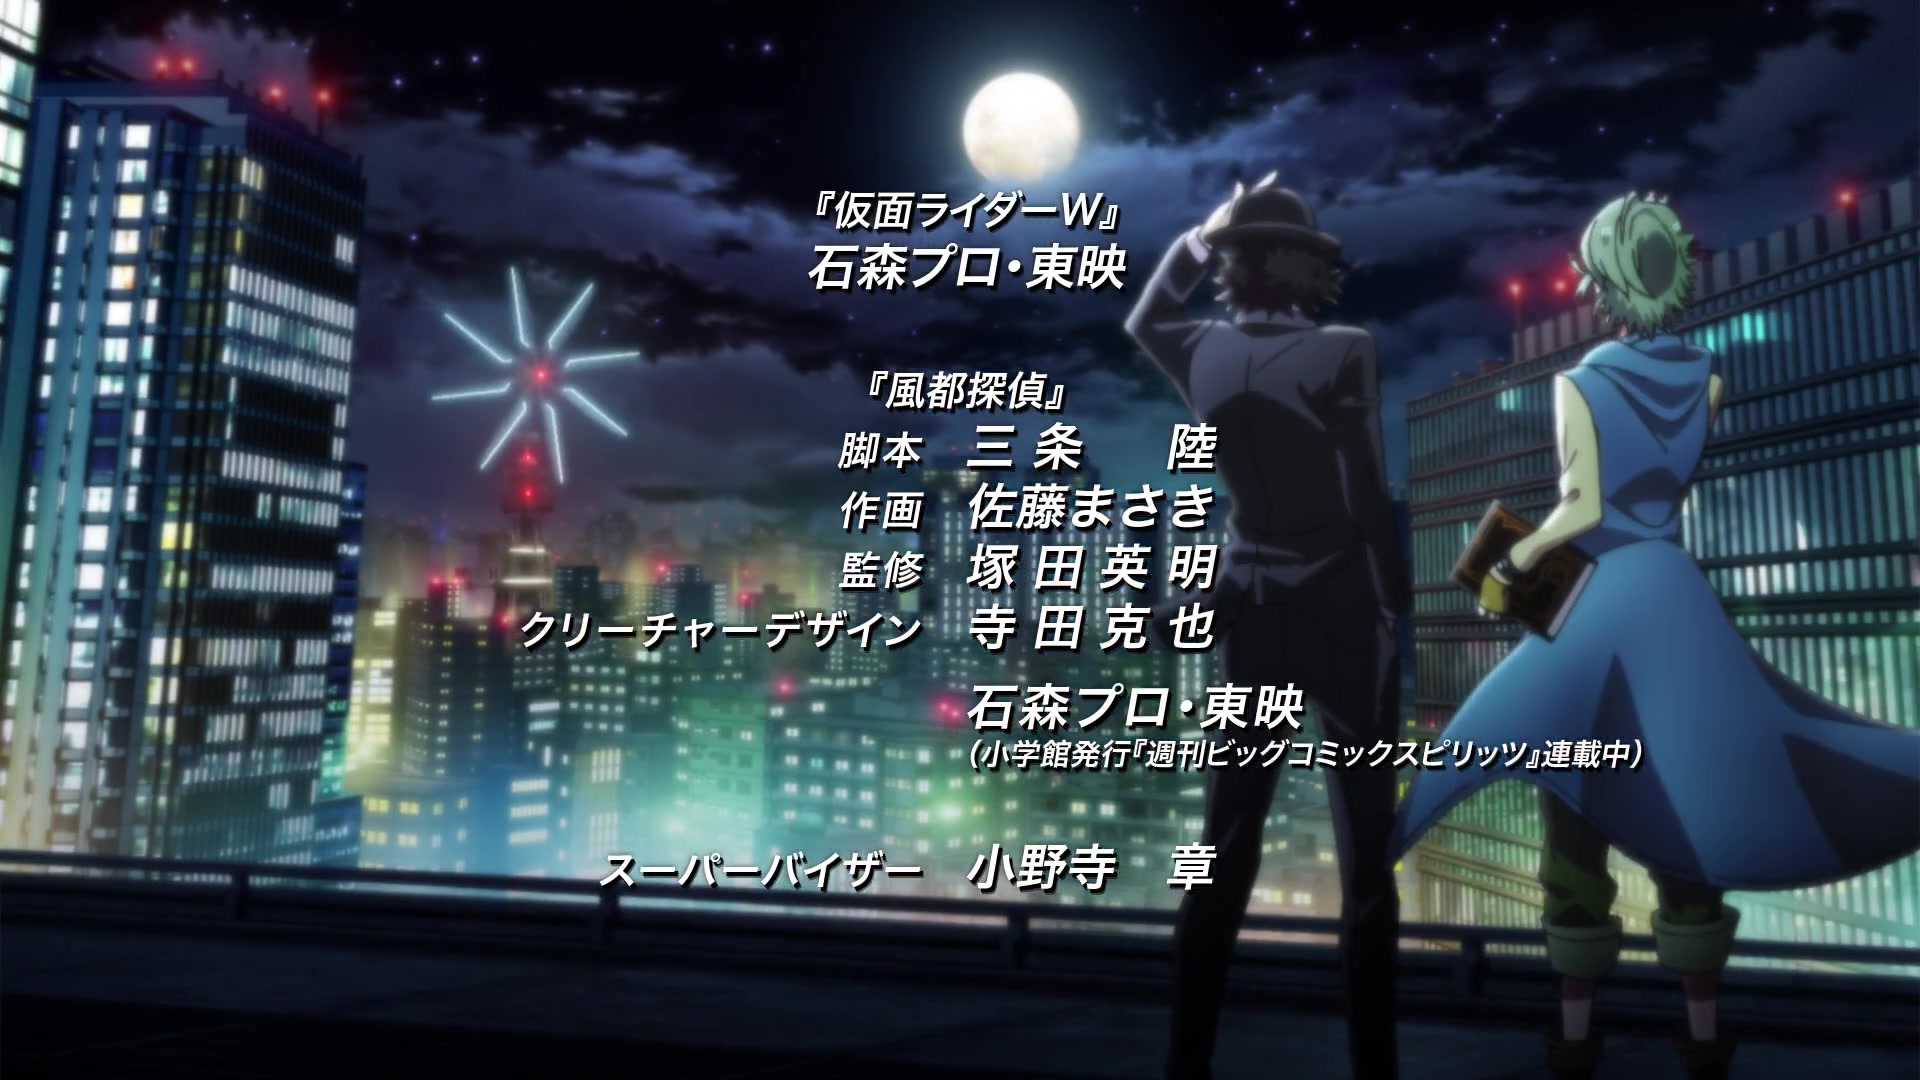 『仮面ライダーW』
石森プロ・東映
『風都探偵』
脚本 三条 陸
作画 佐藤まさき
監修 塚田英明
クリーチャーデザイン 寺田克也
石森プロ・東映
(小学館発行『週刊ビッグコミックスピリッツ』連載中)
スーパーバイザー 小野寺 章